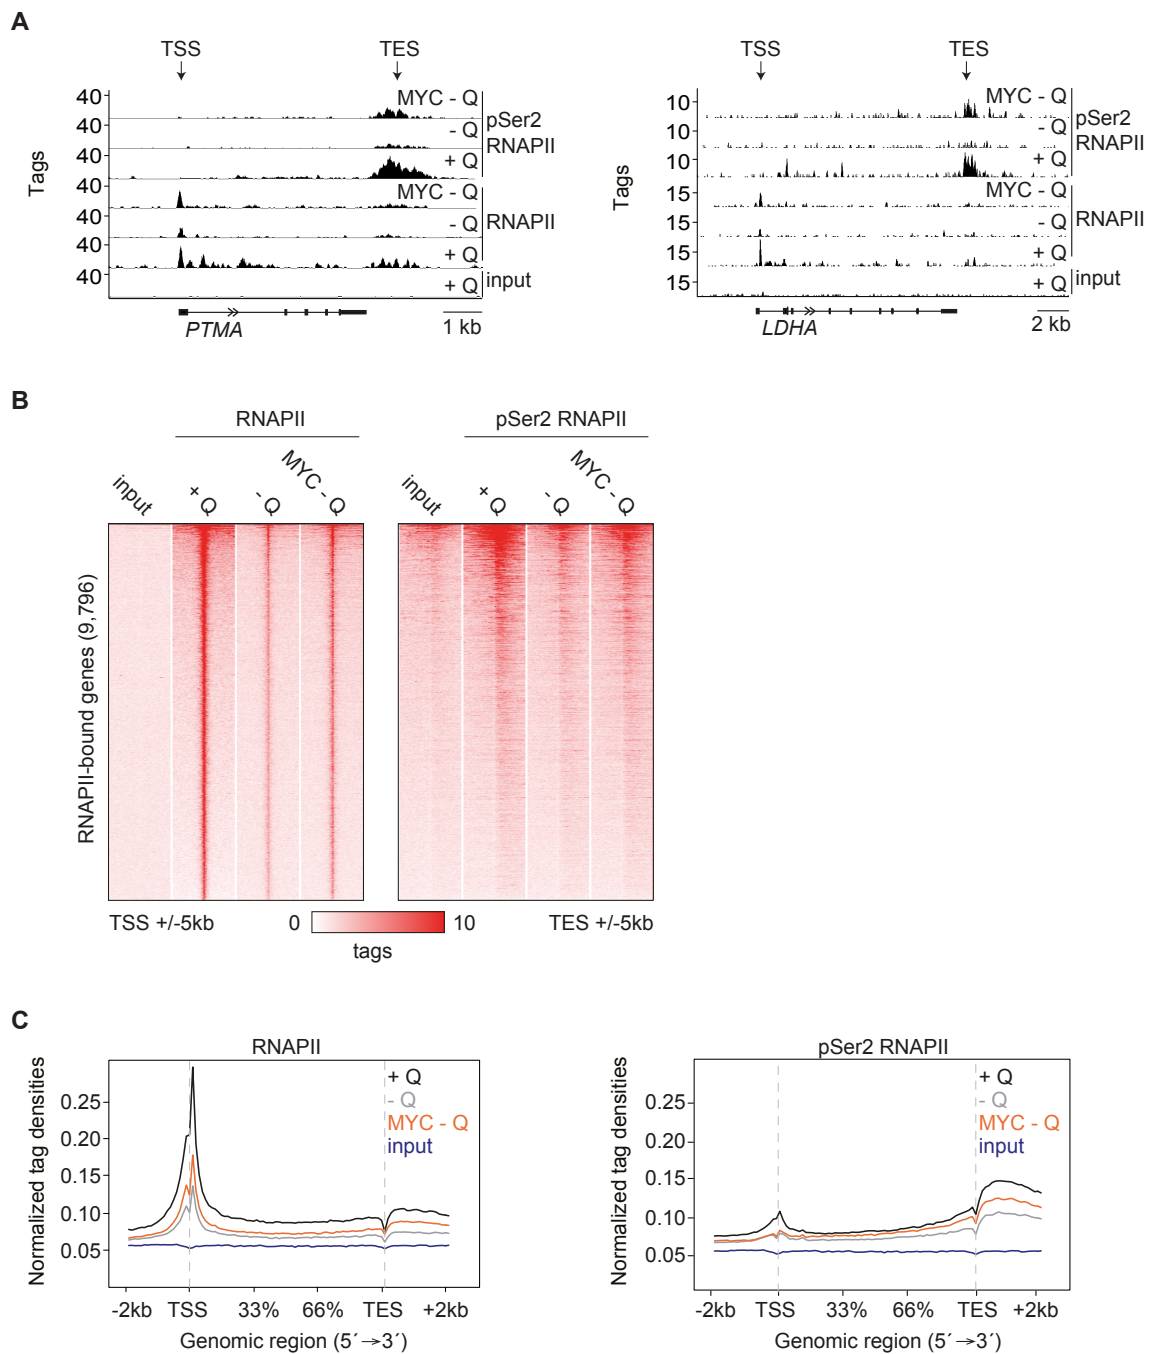 A
TSS TES
40 MYC - Q
40 - Q pSer2
40 + Q RNAPII
40 MYC - Q
40 - Q RNAPII
40 + Q
40 + Q input
Tags
PTMA 1 kb
TSS TES
10 MYC - Q
10 - Q pSer2
10 + Q RNAPII
15 MYC - Q
15 - Q RNAPII
15 + Q
15 + Q input
Tags
LDHA 2 kb
B
RNAPII pSer2 RNAPII
input + Q - Q MYC - Q input + Q - Q MYC - Q
RNAPII-bound genes (9,796)
TSS +/-5kb 0 10 TES +/-5kb
tags
C
RNAPII
Normalized tag densities
0.25
0.20
0.15
0.10
0.05
+ Q
- Q
MYC - Q
input
-2kb TSS 33% 66% TES +2kb
Genomic region (5´→3´)
pSer2 RNAPII
Normalized tag densities
0.25
0.20
0.15
0.10
0.05
+ Q
- Q
MYC - Q
input
-2kb TSS 33% 66% TES +2kb
Genomic region (5´→3´)